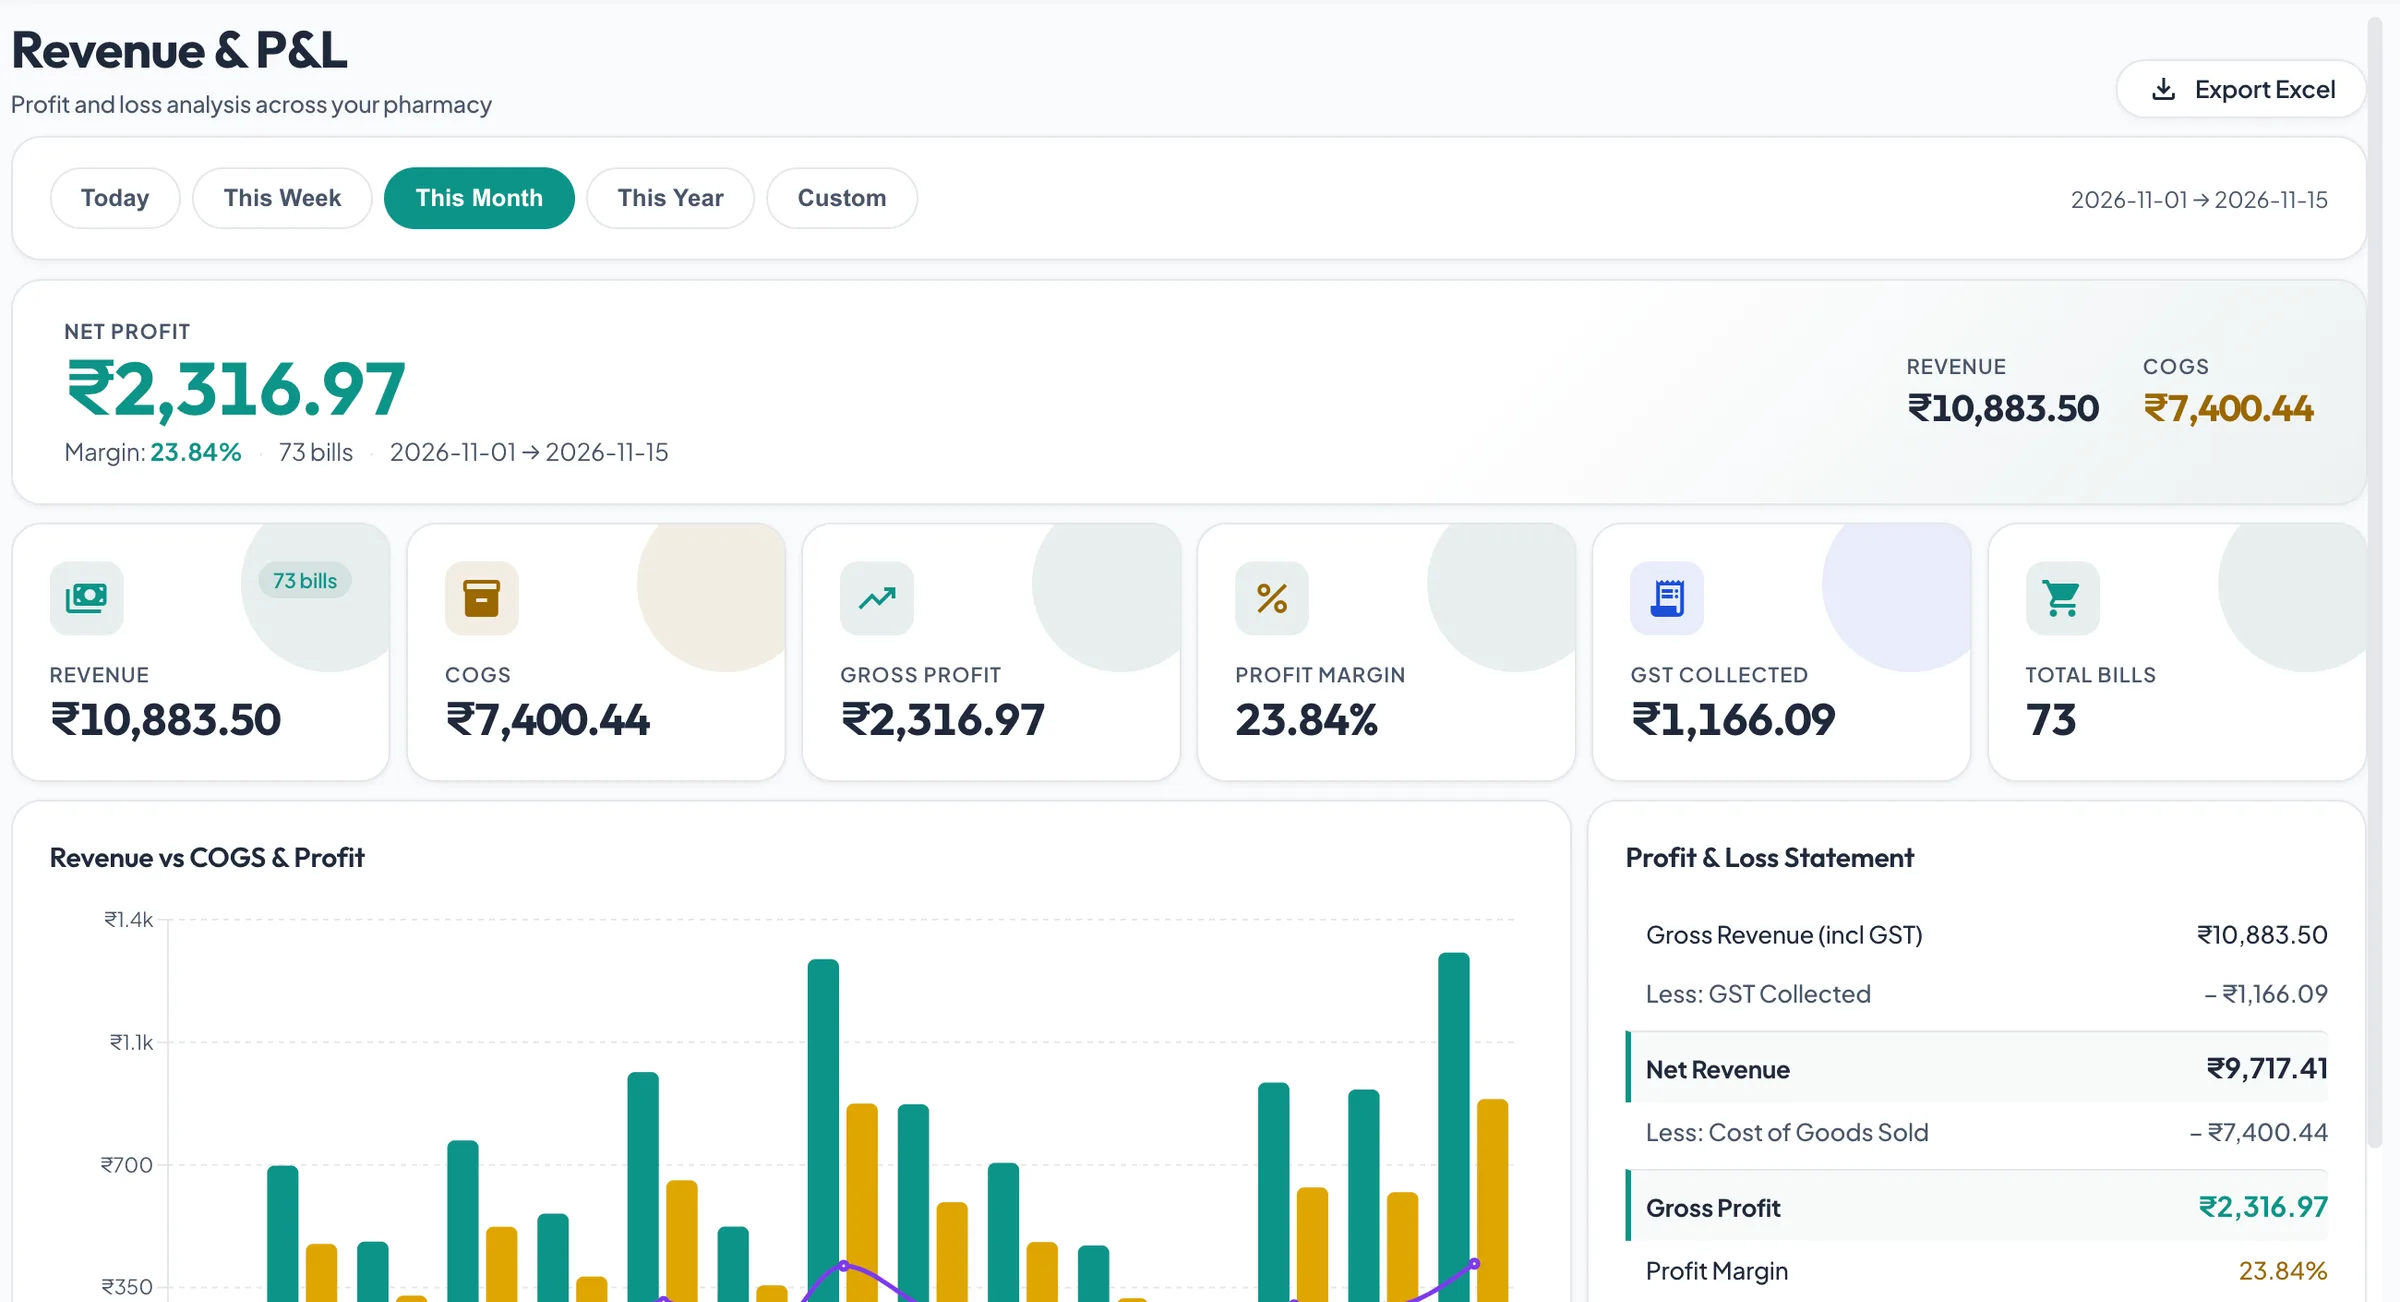 Revenue & P&L
Profit and loss analysis across your pharmacy
Export Excel
Today
This Week
This Month
This Year
Custom
2026-11-01 → 2026-11-15
NET PROFIT
₹2,316.97
Margin: 23.84% · 73 bills · 2026-11-01 → 2026-11-15
REVENUE
₹10,883.50
COGS
₹7,400.44
73 bills
REVENUE
₹10,883.50
COGS
₹7,400.44
GROSS PROFIT
₹2,316.97
PROFIT MARGIN
23.84%
GST COLLECTED
₹1,166.09
TOTAL BILLS
73
Revenue vs COGS & Profit
₹1.4k
₹1.1k
₹700
₹350
Profit & Loss Statement
Gross Revenue (incl GST) ₹10,883.50
Less: GST Collected – ₹1,166.09
Net Revenue ₹9,717.41
Less: Cost of Goods Sold – ₹7,400.44
Gross Profit ₹2,316.97
Profit Margin 23.84%